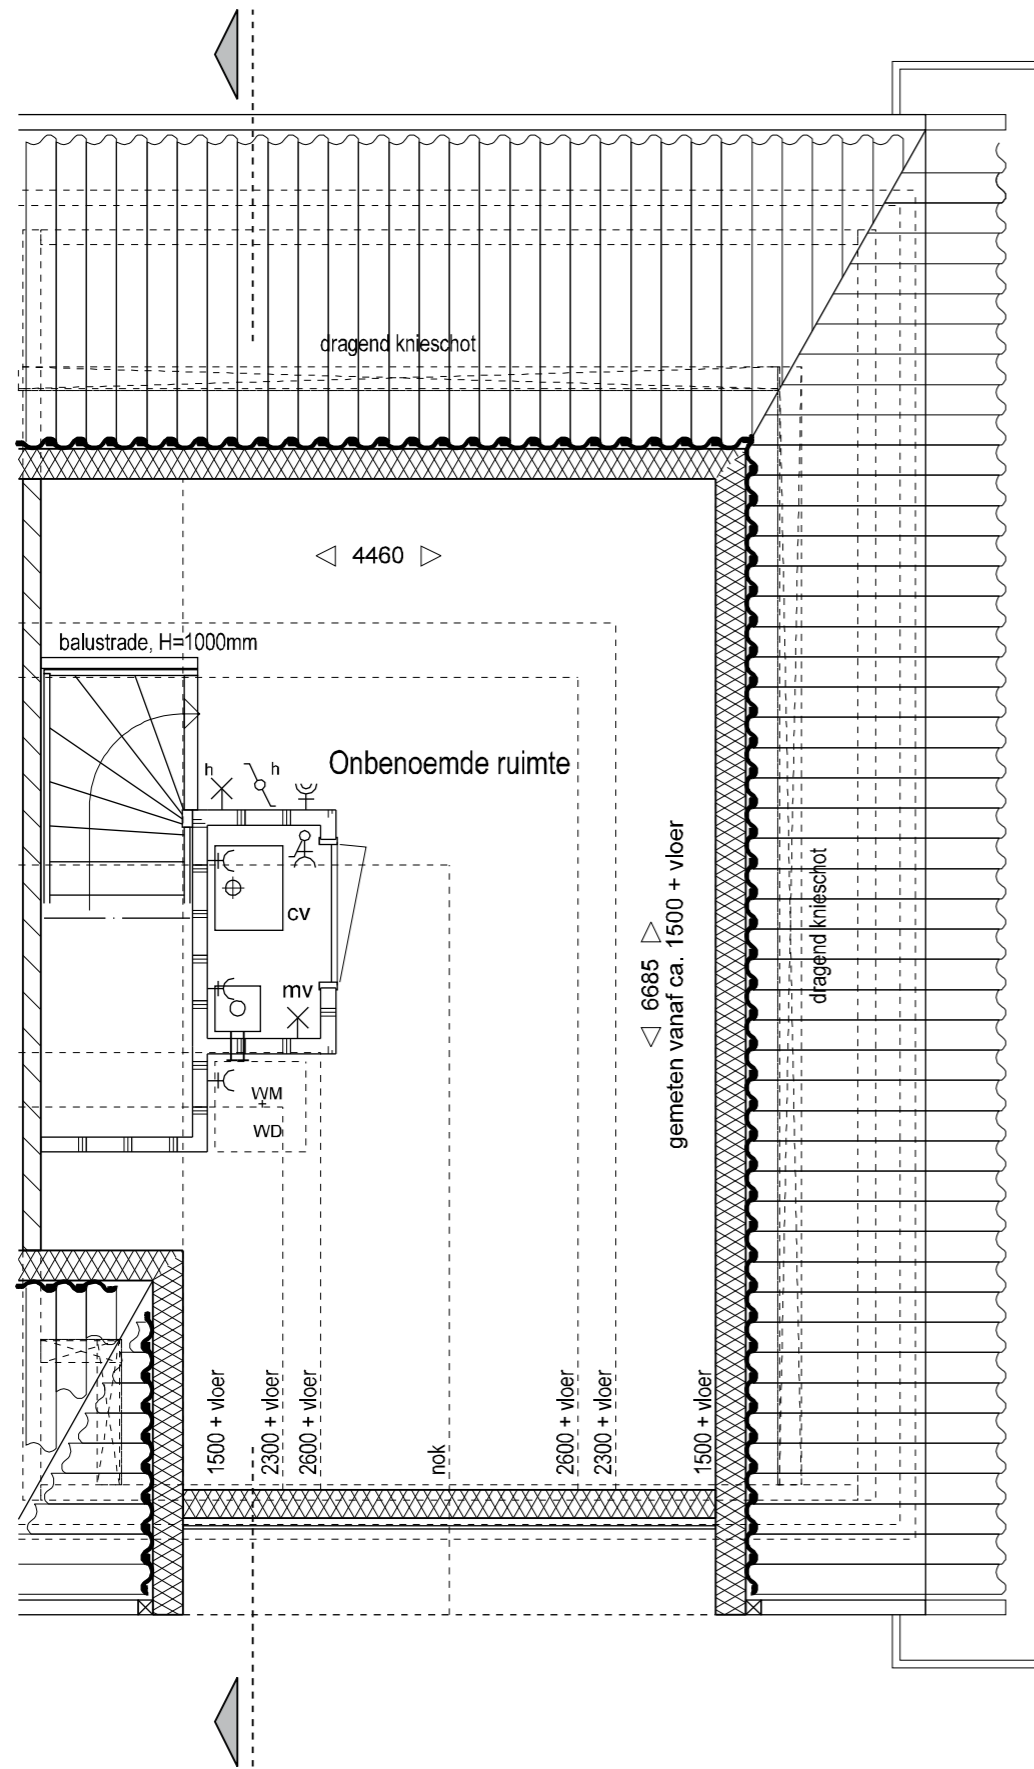 dragend knieschot
4460
balustrade, H=1000mm
h
h
Onbenoemde ruimte
cv
mv
WM
+
WD
6685
gemeten vanaf ca. 1500 + vloer
dragend knieschot
1500 + vloer
2300 + vloer
2600 + vloer
nok
2600 + vloer
2300 + vloer
1500 + vloer